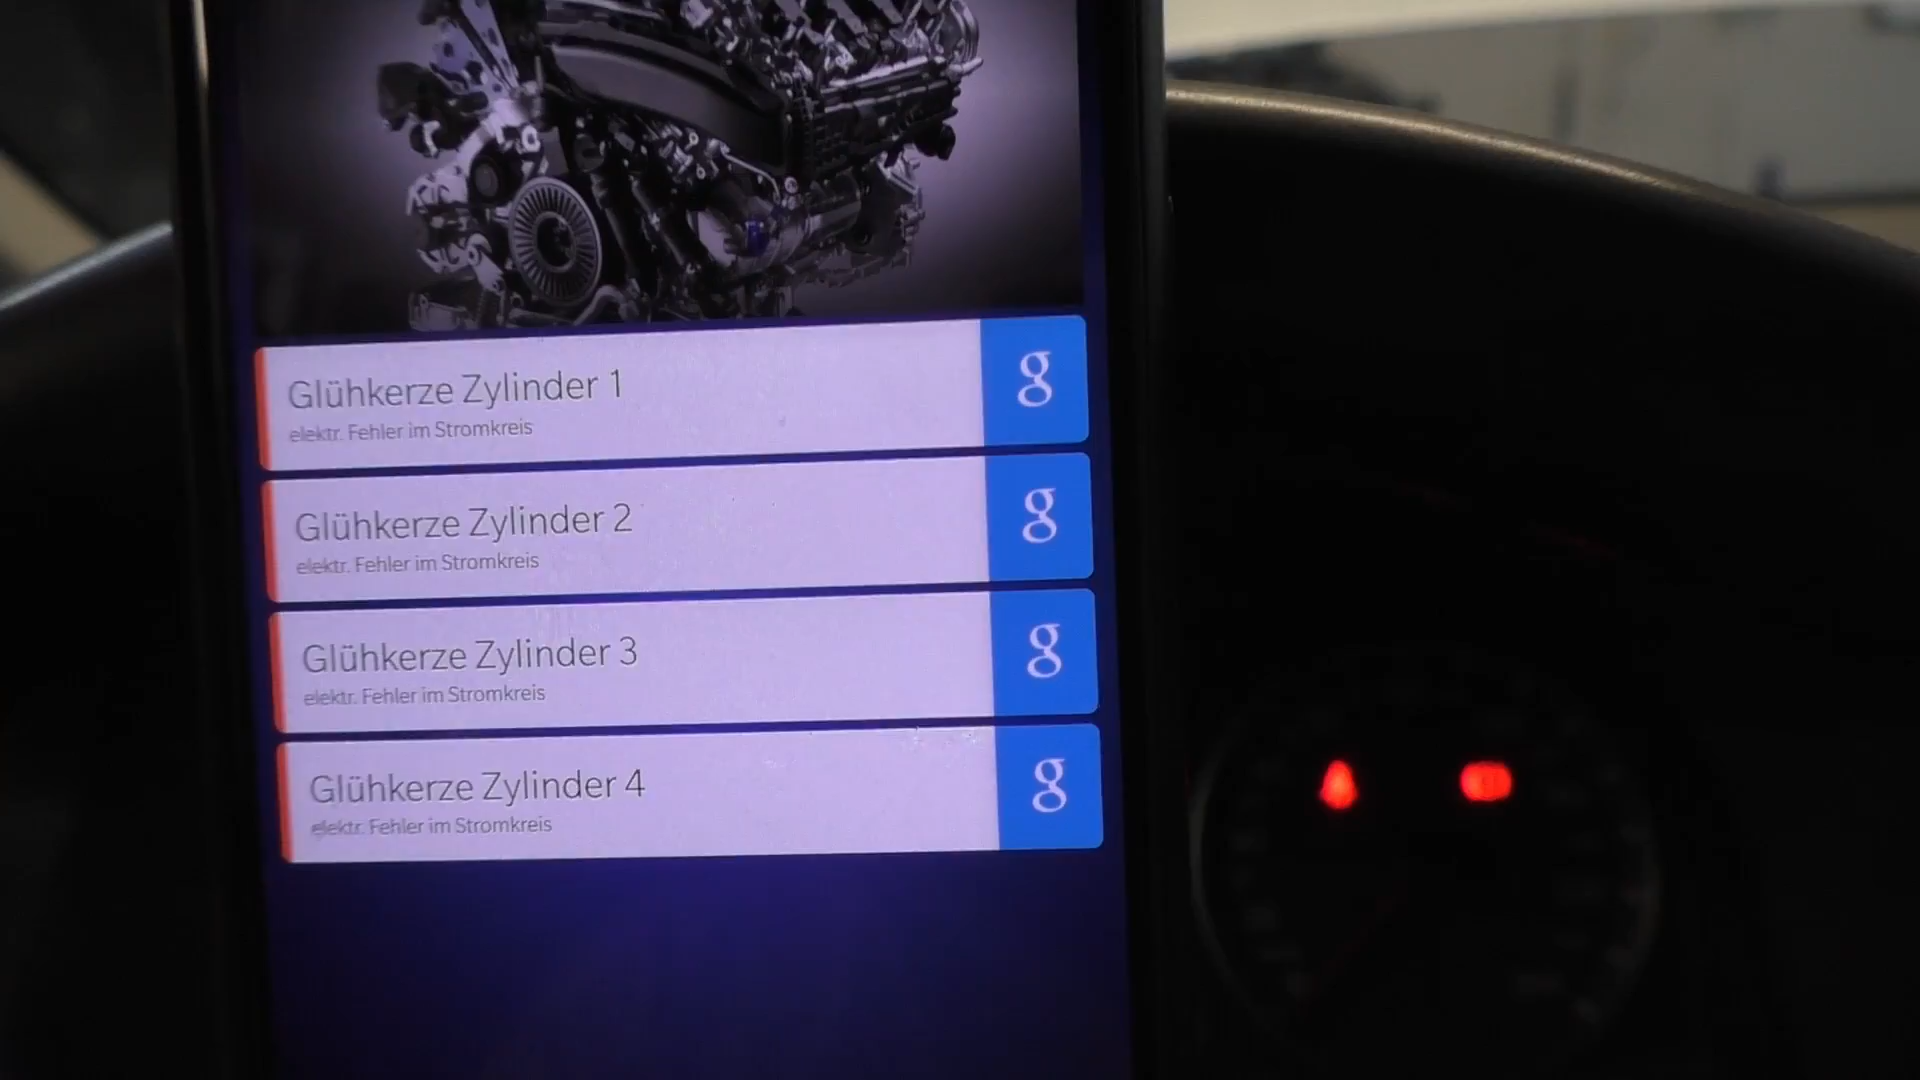 Glühkerze Zylinder 1
g
elektr. Fehler im Stromkreis
Glühkerze Zylinder 2
g
elektr. Fehler im Stromkreis
Glühkerze Zylinder 3
g
elektr. Fehler im Stromkreis
Glühkerze Zylinder 4
g
elektr. Fehler im Stromkreis